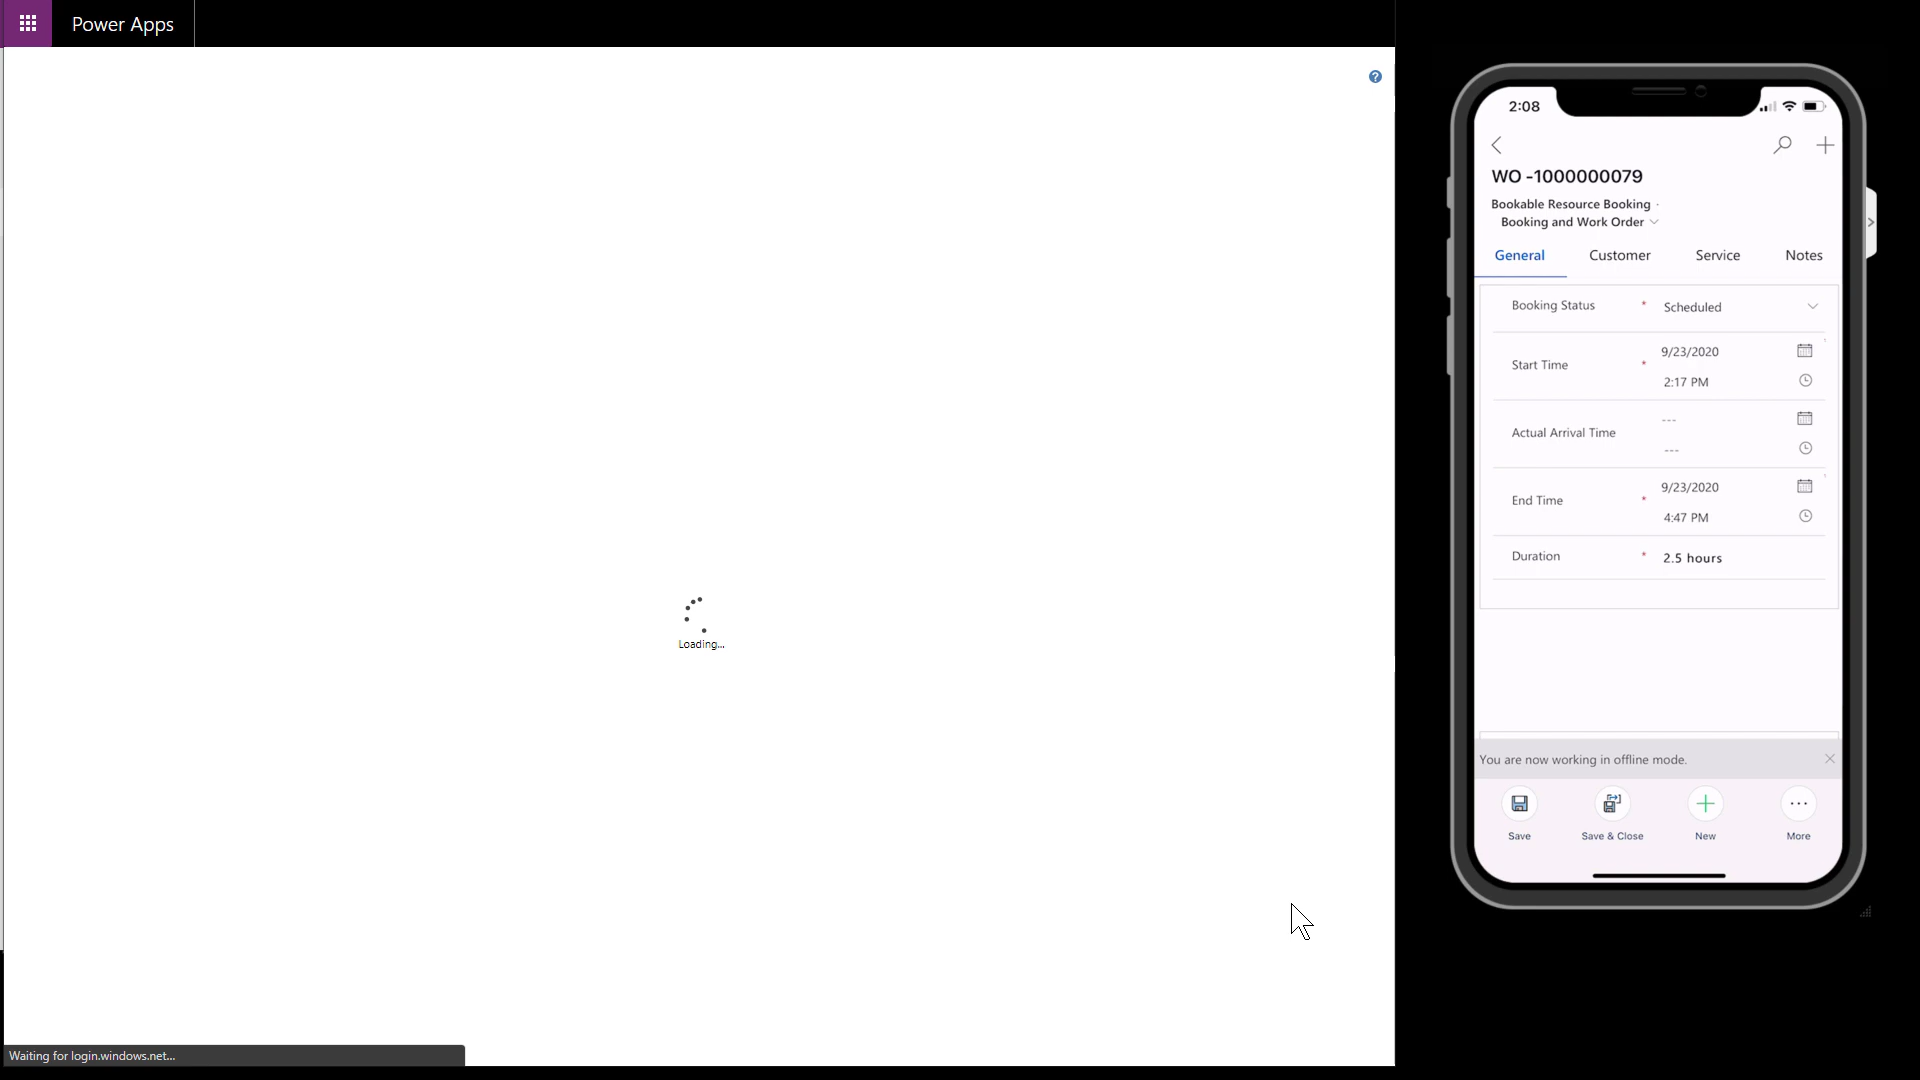 Power Apps
Loading...
Waiting for login.windows.net...
2:08
WO -1000000079
Bookable Resource Booking ·
Booking and Work Order
General Customer Service Notes
Booking Status * Scheduled
Start Time * 9/23/2020
2:17 PM
Actual Arrival Time ---
---
End Time * 9/23/2020
4:47 PM
Duration * 2.5 hours
You are now working in offline mode.
Save Save & Close New More